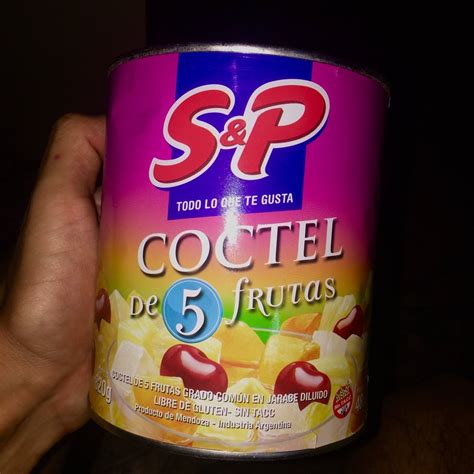 S&P
TODO LO QUE TE GUSTA
COCTEL
DE 5 fRUTAS
COCTEL DE 5 FRUTAS GRADO COMÚN EN JARABE DILUIDO
LIBRE DE GLUTEN- SIN TACC
Producto de Mendoza - Industria Argentina
20g